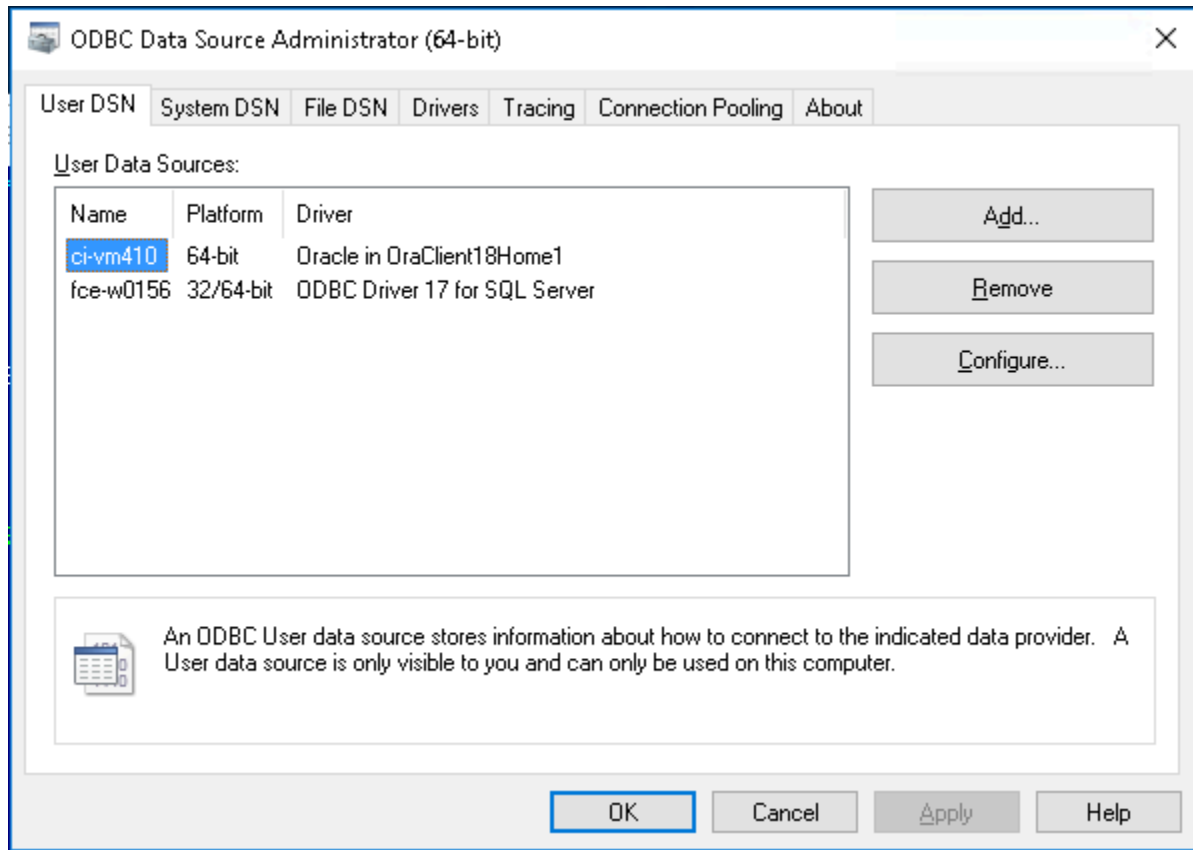 ODBC Data Source Administrator (64-bit)
User DSN System DSN File DSN Drivers Tracing Connection Pooling About
User Data Sources:
Name Platform Driver
ci-vm410 64-bit Oracle in OraClient18Home1
fce-w0156 32/64-bit ODBC Driver 17 for SQL Server
Add...
Remove
Configure...
An ODBC User data source stores information about how to connect to the indicated data provider. A
User data source is only visible to you and can only be used on this computer.
OK Cancel Apply Help